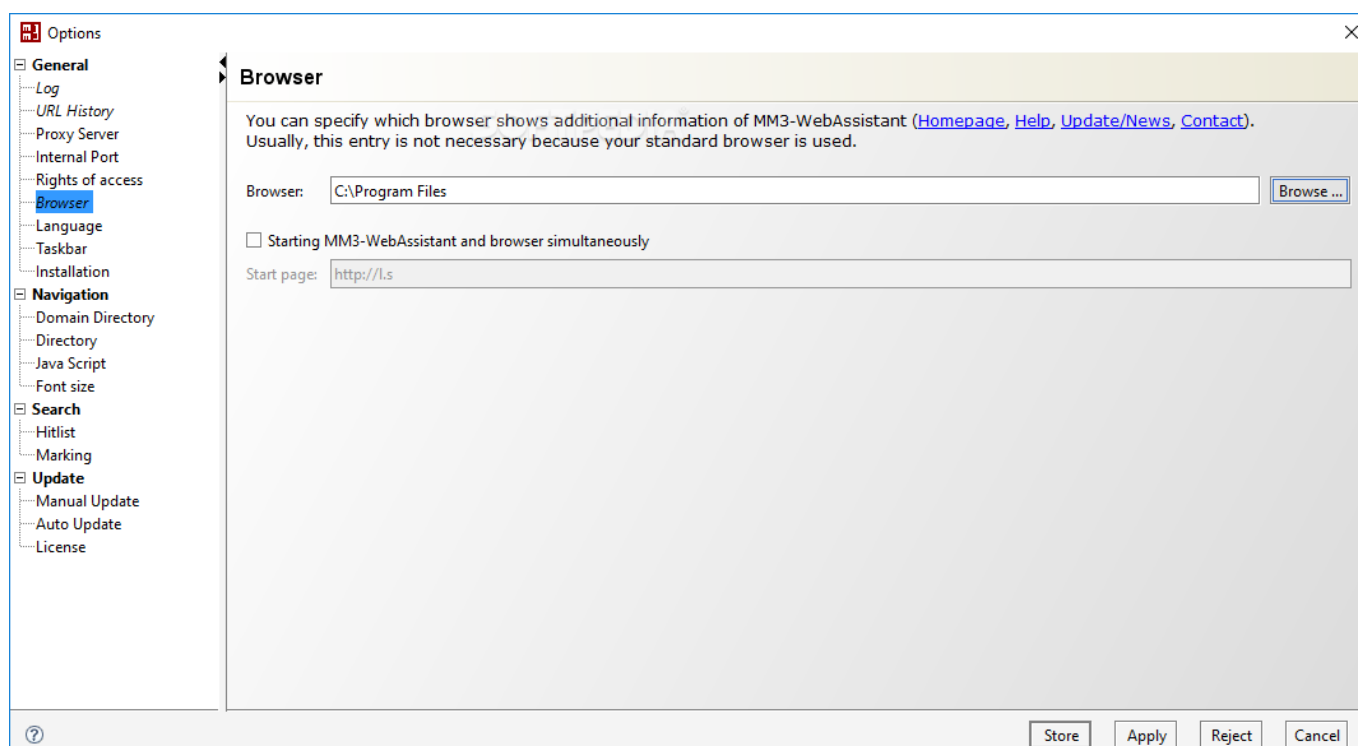 Options
General
Log
URL History
Proxy Server
Internal Port
Rights of access
Browser
Language
Taskbar
Installation
Navigation
Domain Directory
Directory
Java Script
Font size
Search
Hitlist
Marking
Update
Manual Update
Auto Update
License
Browser
You can specify which browser shows additional information of MM3-WebAssistant (Homepage, Help, Update/News, Contact).
Usually, this entry is not necessary because your standard browser is used.
Browser: C:\Program Files Browse ...
Starting MM3-WebAssistant and browser simultaneously
Start page: http://l.s
Store Apply Reject Cancel